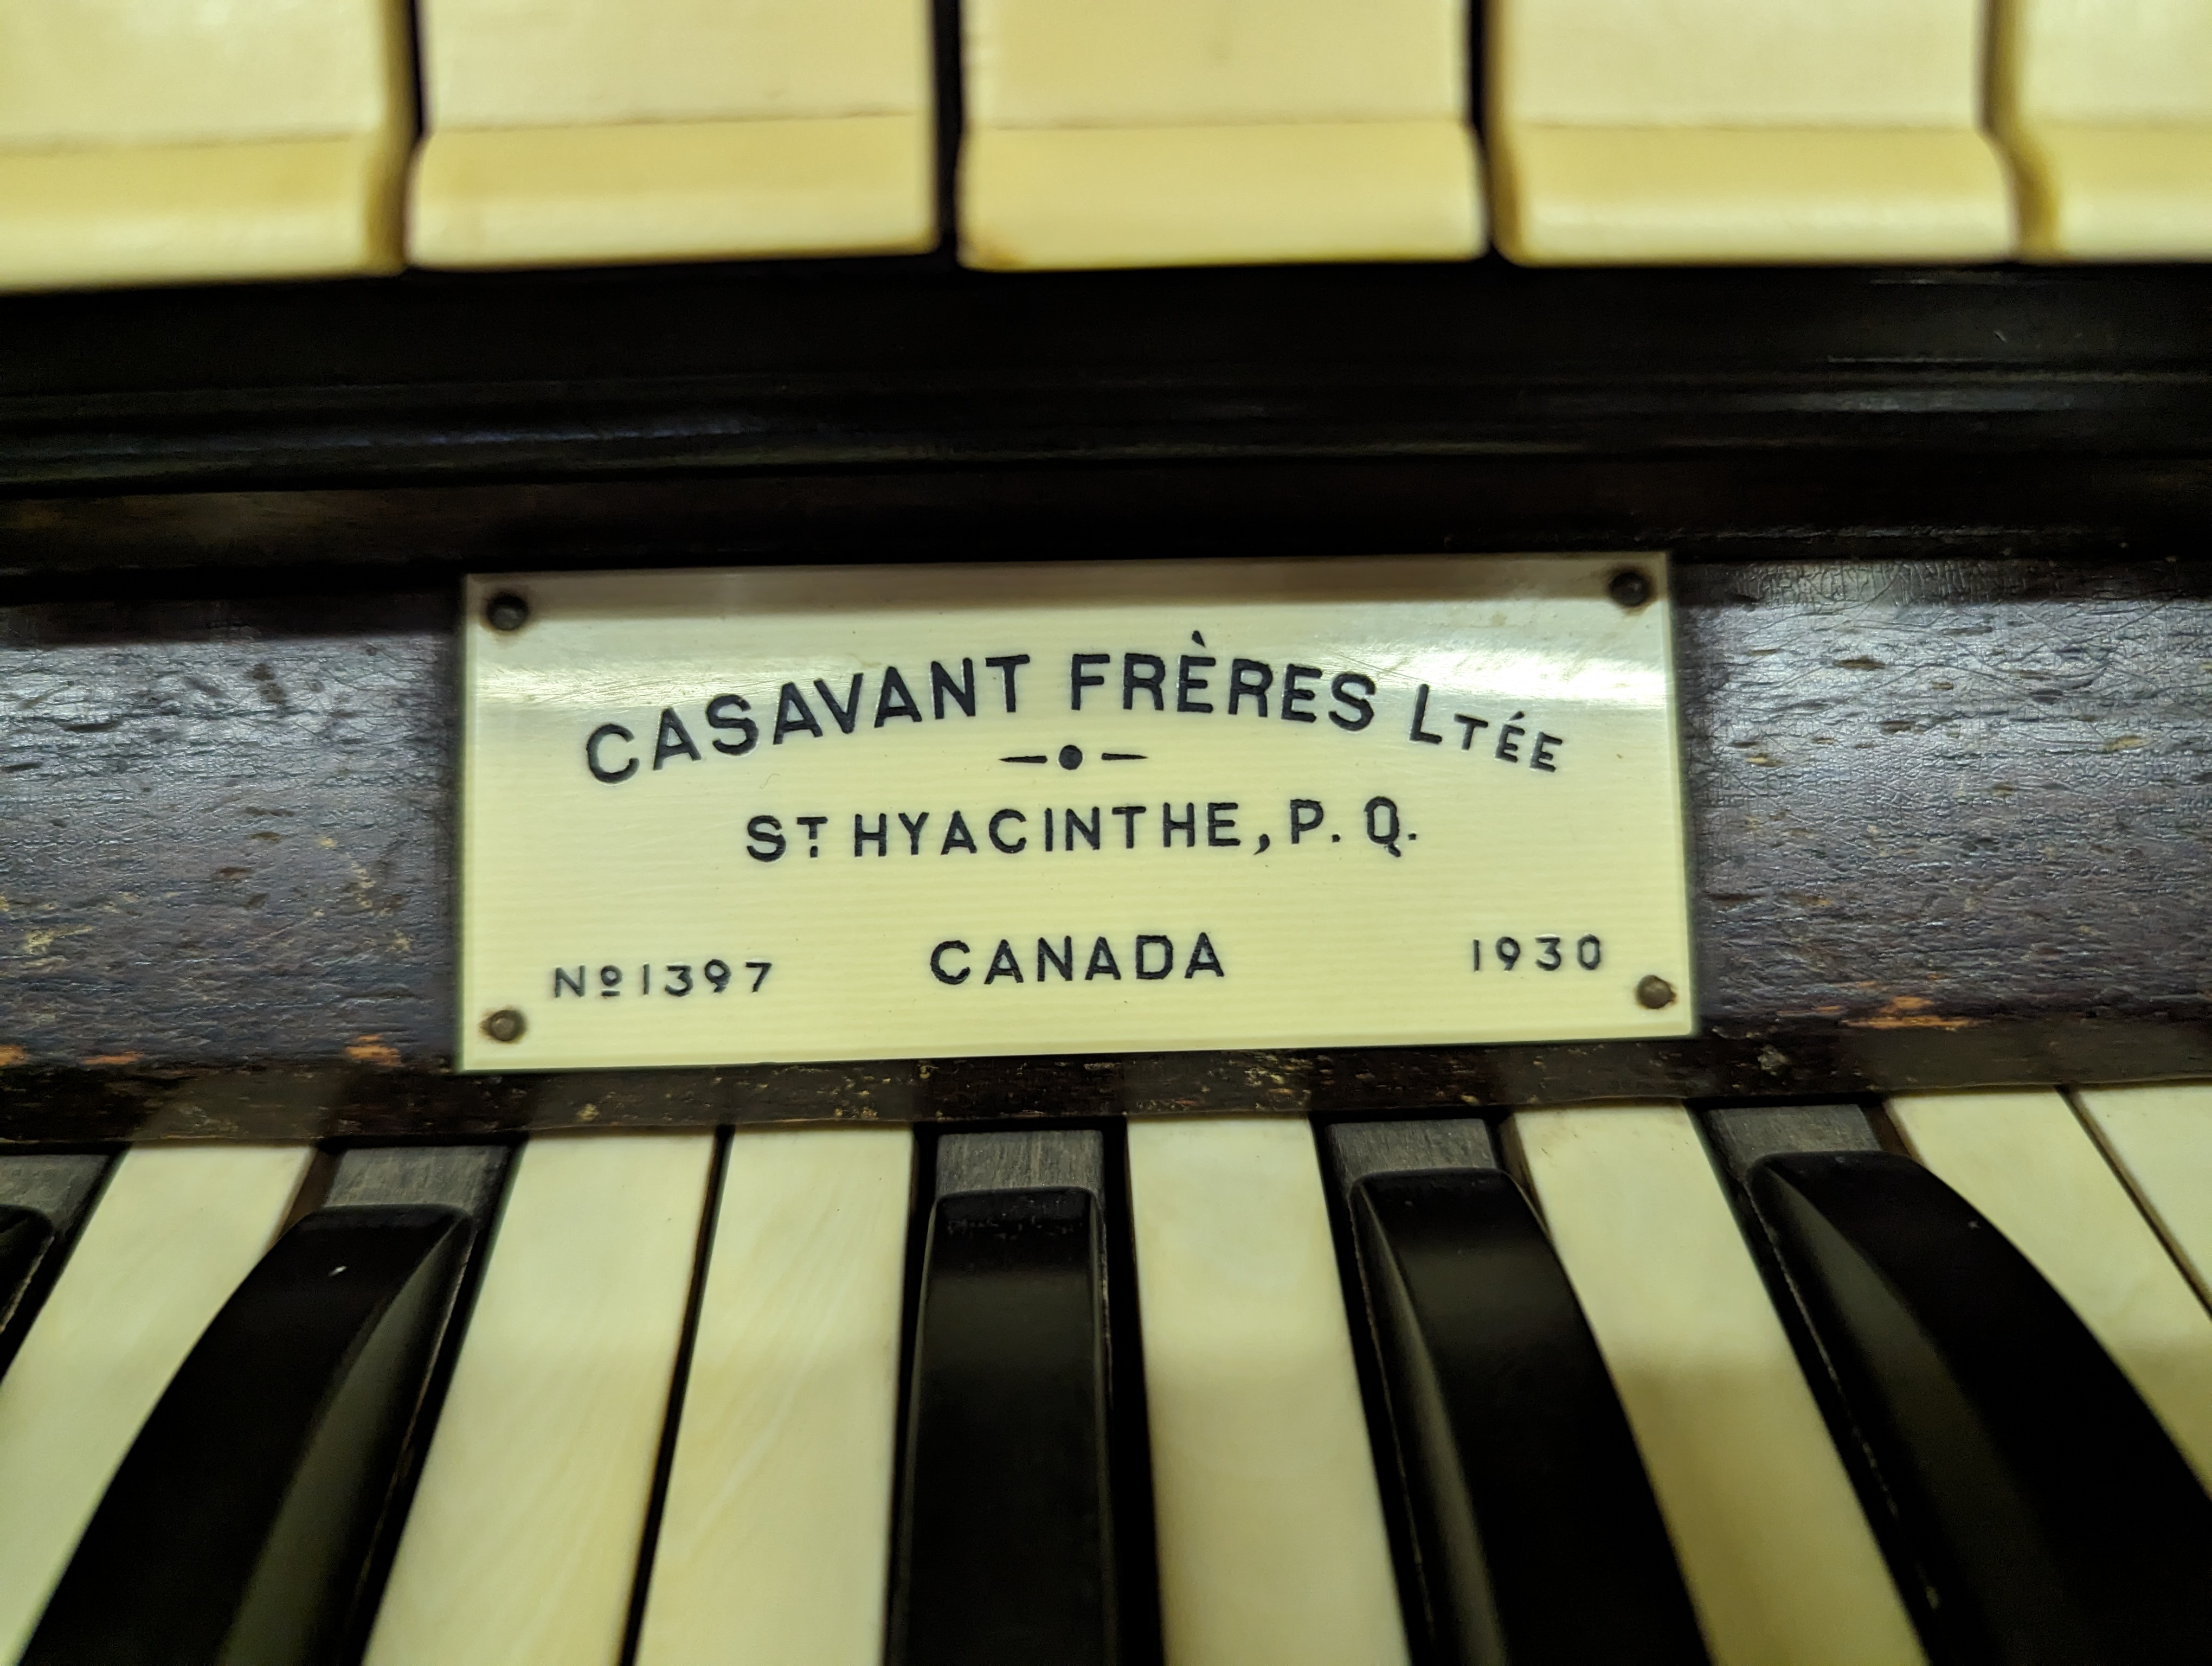 CASAVANT FRÈRES LTÉE
ST HYACINTHE, P. Q.
CANADA
Nº 1397
1930